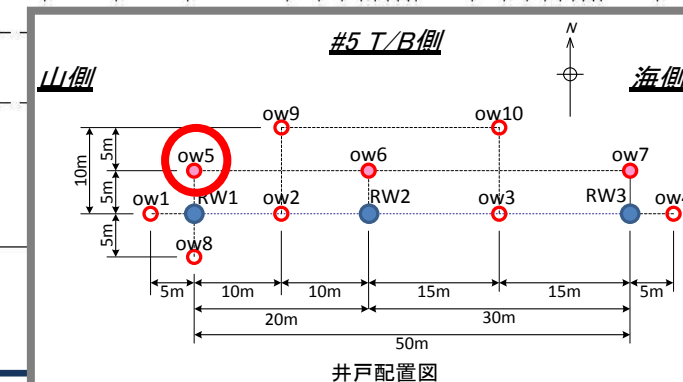 #5 T/B側
N
山側
海側
ow9
ow10
10m
5m
ow5
ow6
ow7
5m
ow1
RW1
ow2
RW2
ow3
RW3
ow4
5m
ow8
5m
10m
10m
15m
15m
5m
20m
30m
50m
井戸配置図